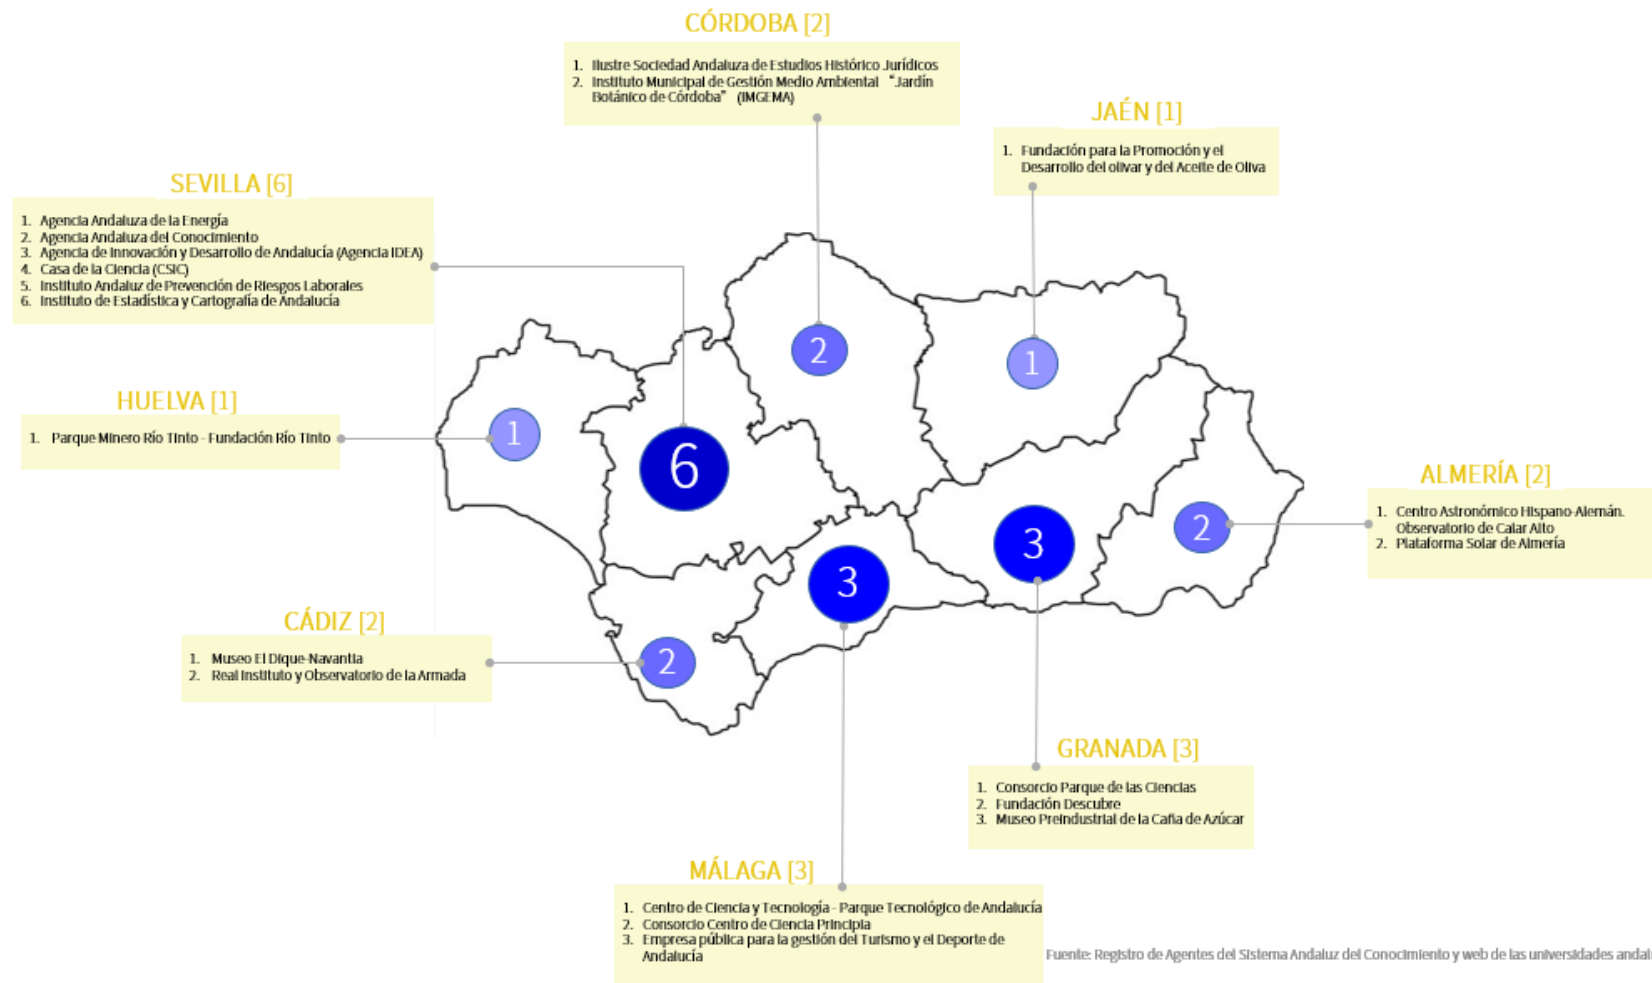 CÓRDOBA [2]
1. Ilustre Sociedad Andaluza de Estudios Histórico Jurídicos
2. Instituto Municipal de Gestión Medio Ambiental “Jardín
Botánico de Córdoba” (IMGEMA)
JAÉN [1]
1. Fundación para la Promoción y el
Desarrollo del olivar y del Aceite de Oliva
SEVILLA [6]
1. Agencia Andaluza de la Energía
2. Agencia Andaluza del Conocimiento
3. Agencia de Innovación y Desarrollo de Andalucía (Agencia IDEA)
4. Casa de la Ciencia (CSIC)
5. Instituto Andaluz de Prevención de Riesgos Laborales
6. Instituto de Estadística y Cartografía de Andalucía
2
1
HUELVA [1]
1. Parque Minero Río Tinto - Fundación Río Tinto
1
6
ALMERÍA [2]
1. Centro Astronómico Hispano-Alemán.
Observatorio de Calar Alto
2. Plataforma Solar de Almería
2
3
3
CÁDIZ [2]
1. Museo El Dique-Navantia
2. Real Instituto y Observatorio de la Armada
2
GRANADA [3]
1. Consorcio Parque de las Ciencias
2. Fundación Descubre
3. Museo Preindustrial de la Caña de Azúcar
MÁLAGA [3]
1. Centro de Ciencia y Tecnología - Parque Tecnológico de Andalucía
2. Consorcio Centro de Ciencia Principia
3. Empresa pública para la gestión del Turismo y el Deporte de
Andalucía
Fuente: Registro de Agentes del Sistema Andaluz del Conocimiento y web de las universidades